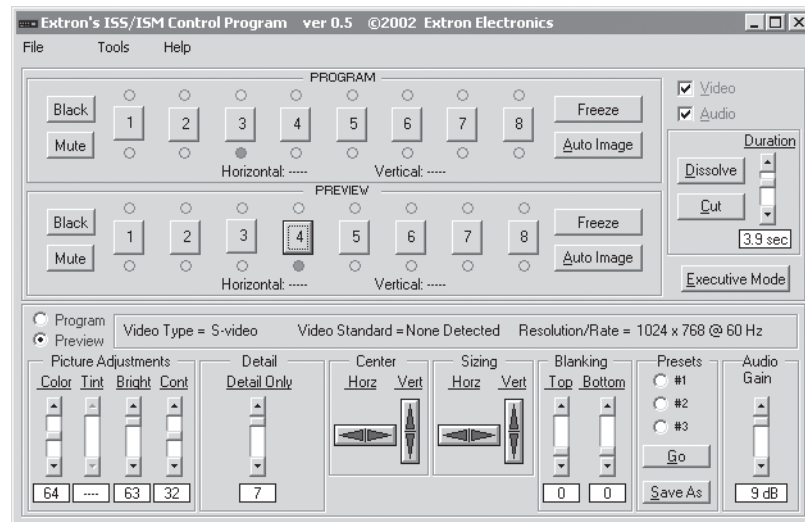 Extron's ISS/ISM Control Program ver 0.5 ©2002 Extron Electronics
File Tools Help
PROGRAM
Black 1 2 3 4 5 6 7 8 Freeze
Mute Auto Image
Horizontal: ----- Vertical: -----
Video
Audio
PREVIEW
Black 1 2 3 4 5 6 7 8 Freeze
Mute Auto Image
Horizontal: ----- Vertical: -----
Duration
Dissolve
Cut
3.9 sec
Executive Mode
Program
Preview
Video Type = S-video Video Standard = None Detected Resolution/Rate = 1024 x 768 @ 60 Hz
Picture Adjustments
Color Tint Bright Cont
64 ---- 63 32
Detail
Detail Only
7
Center
Horz Vert
Sizing
Horz Vert
Blanking
Top Bottom
0 0
Presets
#1
#2
#3
Go
Save As
Audio
Gain
9 dB